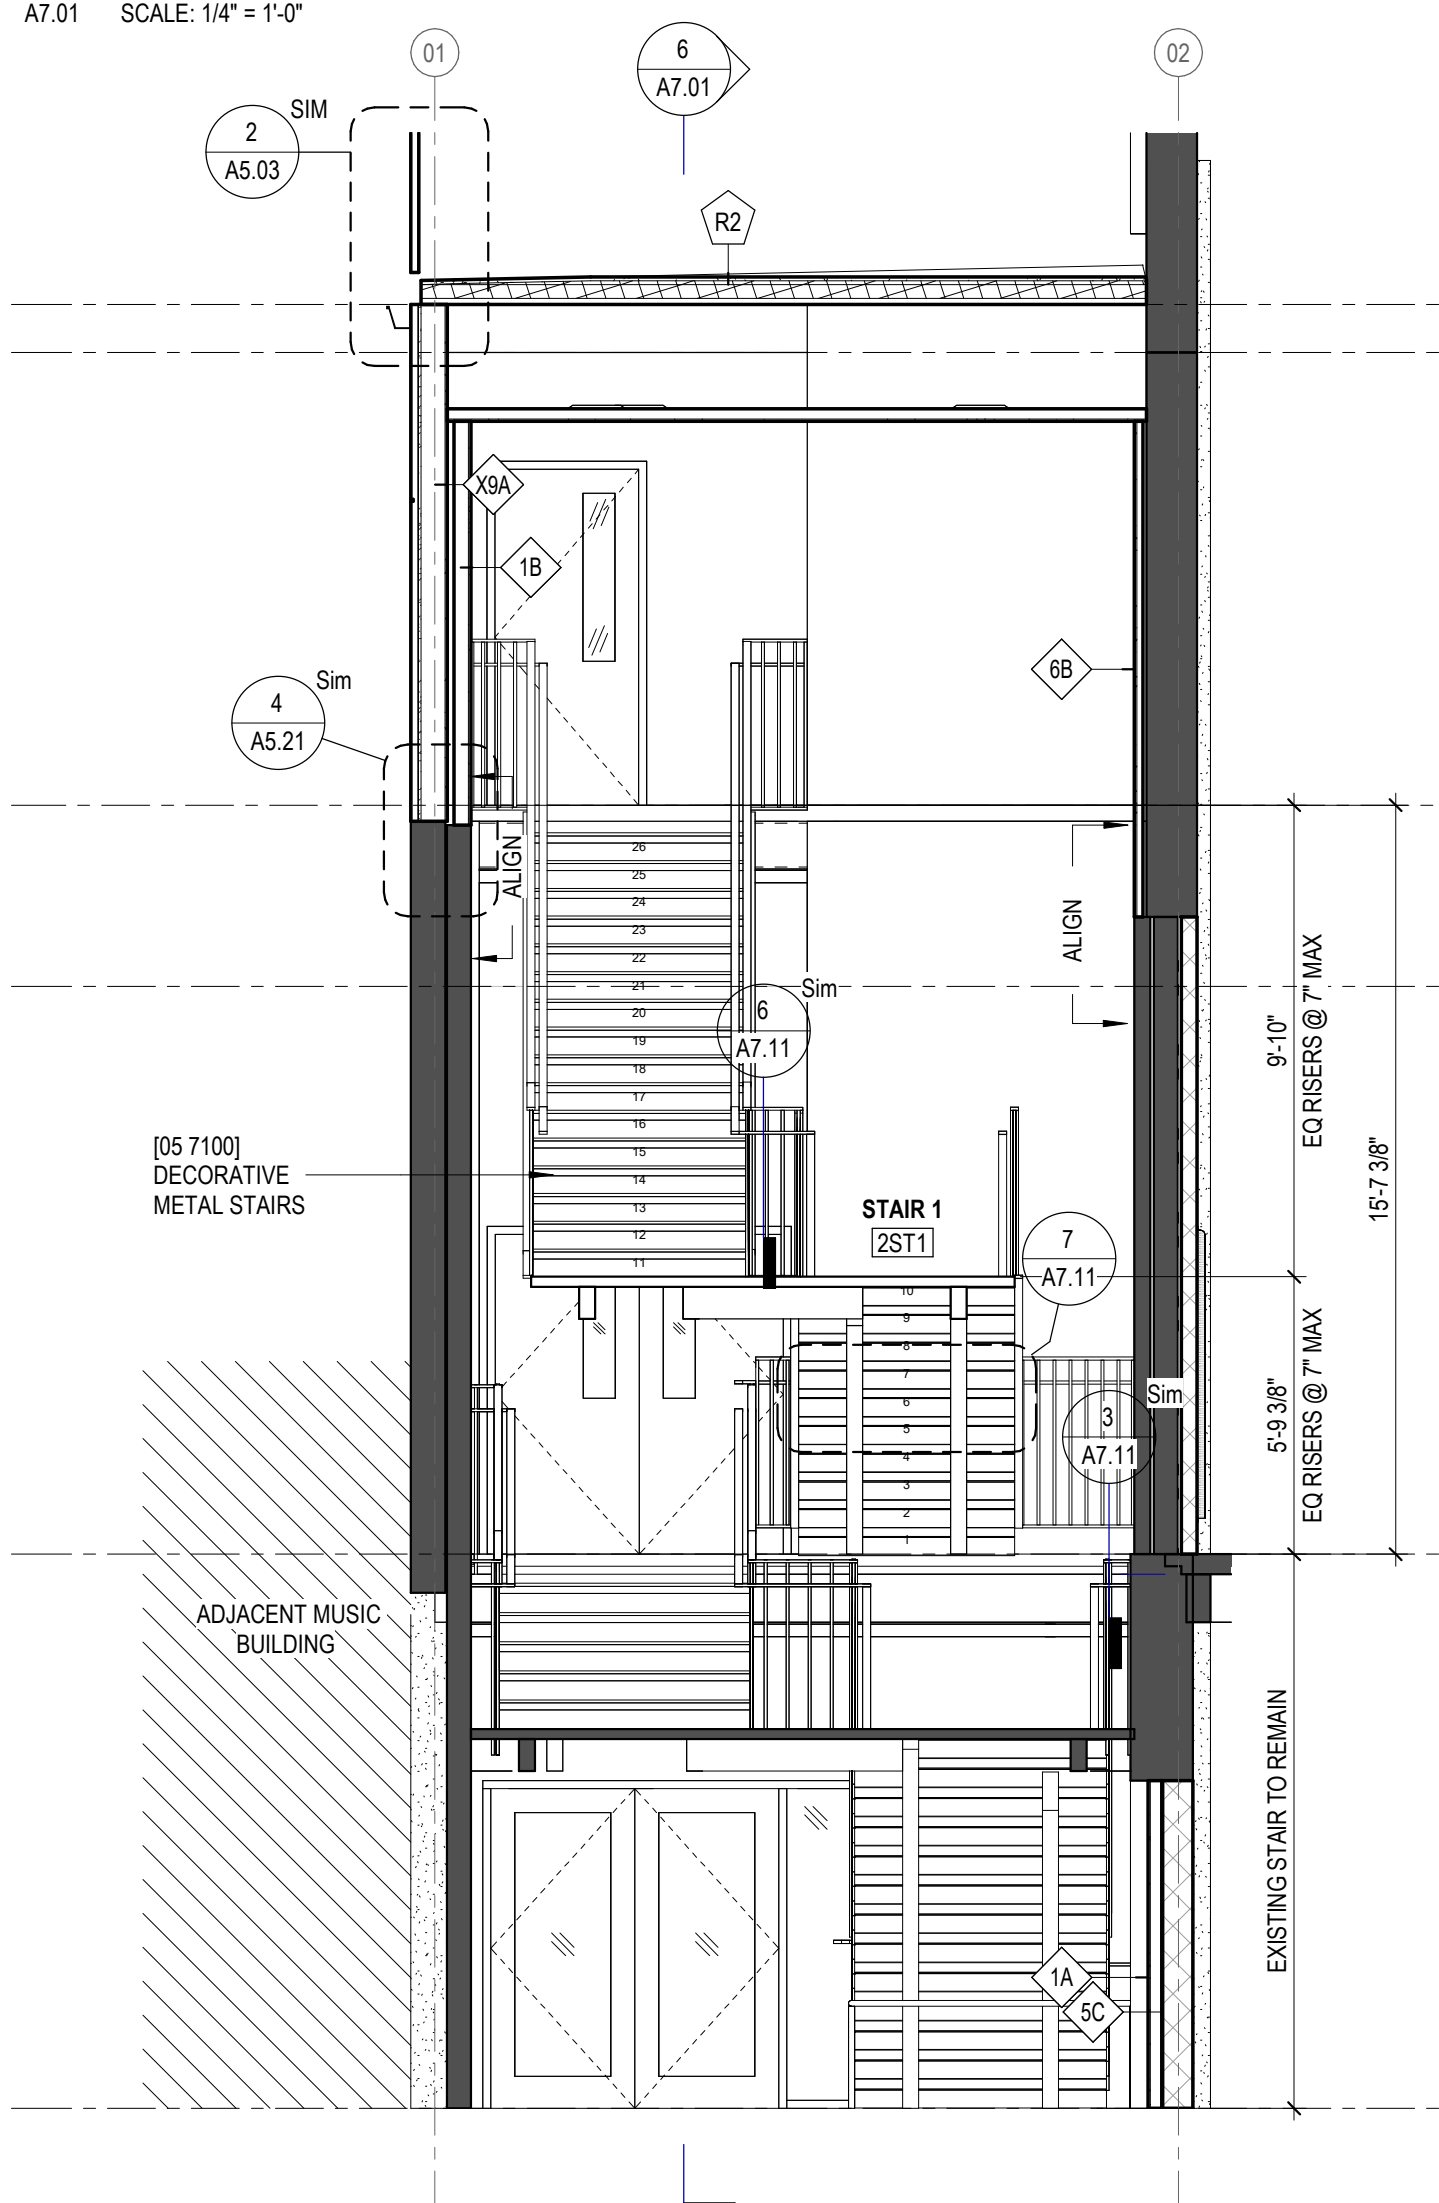 A7.01 SCALE: 1/4" = 1'-0"
01
6
A7.01
02
2
A5.03
SIM
R2
X9A
1B
6B
4
A5.21
Sim
ALIGN
ALIGN
26
25
24
23
22
21
20
19
18
17
16
15
14
13
12
11
6
A7.11
Sim
[05 7100]
DECORATIVE
METAL STAIRS
STAIR 1
2ST1
7
A7.11
9'-10"
EQ RISERS @ 7" MAX
15'-7 3/8"
10
9
8
7
6
5
4
3
2
1
3
A7.11
Sim
5'-9 3/8"
EQ RISERS @ 7" MAX
ADJACENT MUSIC
BUILDING
EXISTING STAIR TO REMAIN
1A
5C